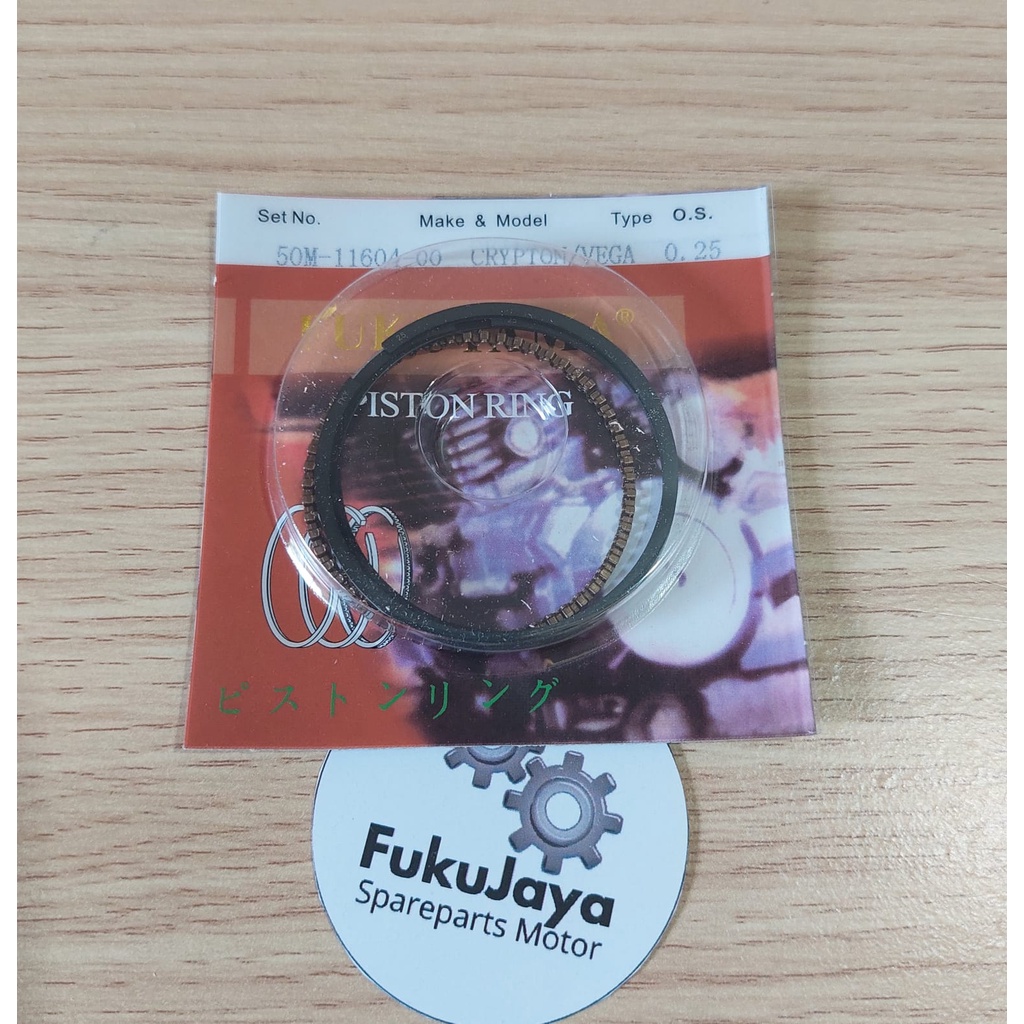 Set No. Make & Model Type O.S.
50M-11604-00 CRYPTON/VEGA 0.25
PISTON RING
ピストンリング
FukuJaya
Spareparts Motor